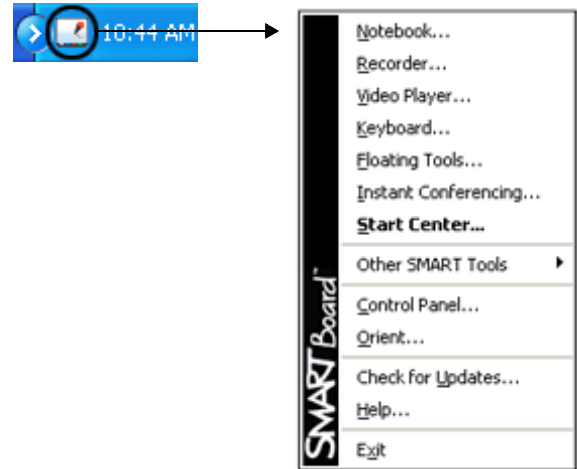 10:44 AM
Notebook...
Recorder...
Video Player...
Keyboard...
Floating Tools...
Instant Conferencing...
Start Center...
Other SMART Tools
Control Panel...
Orient...
Check for Updates...
Help...
Exit
SMART Board™